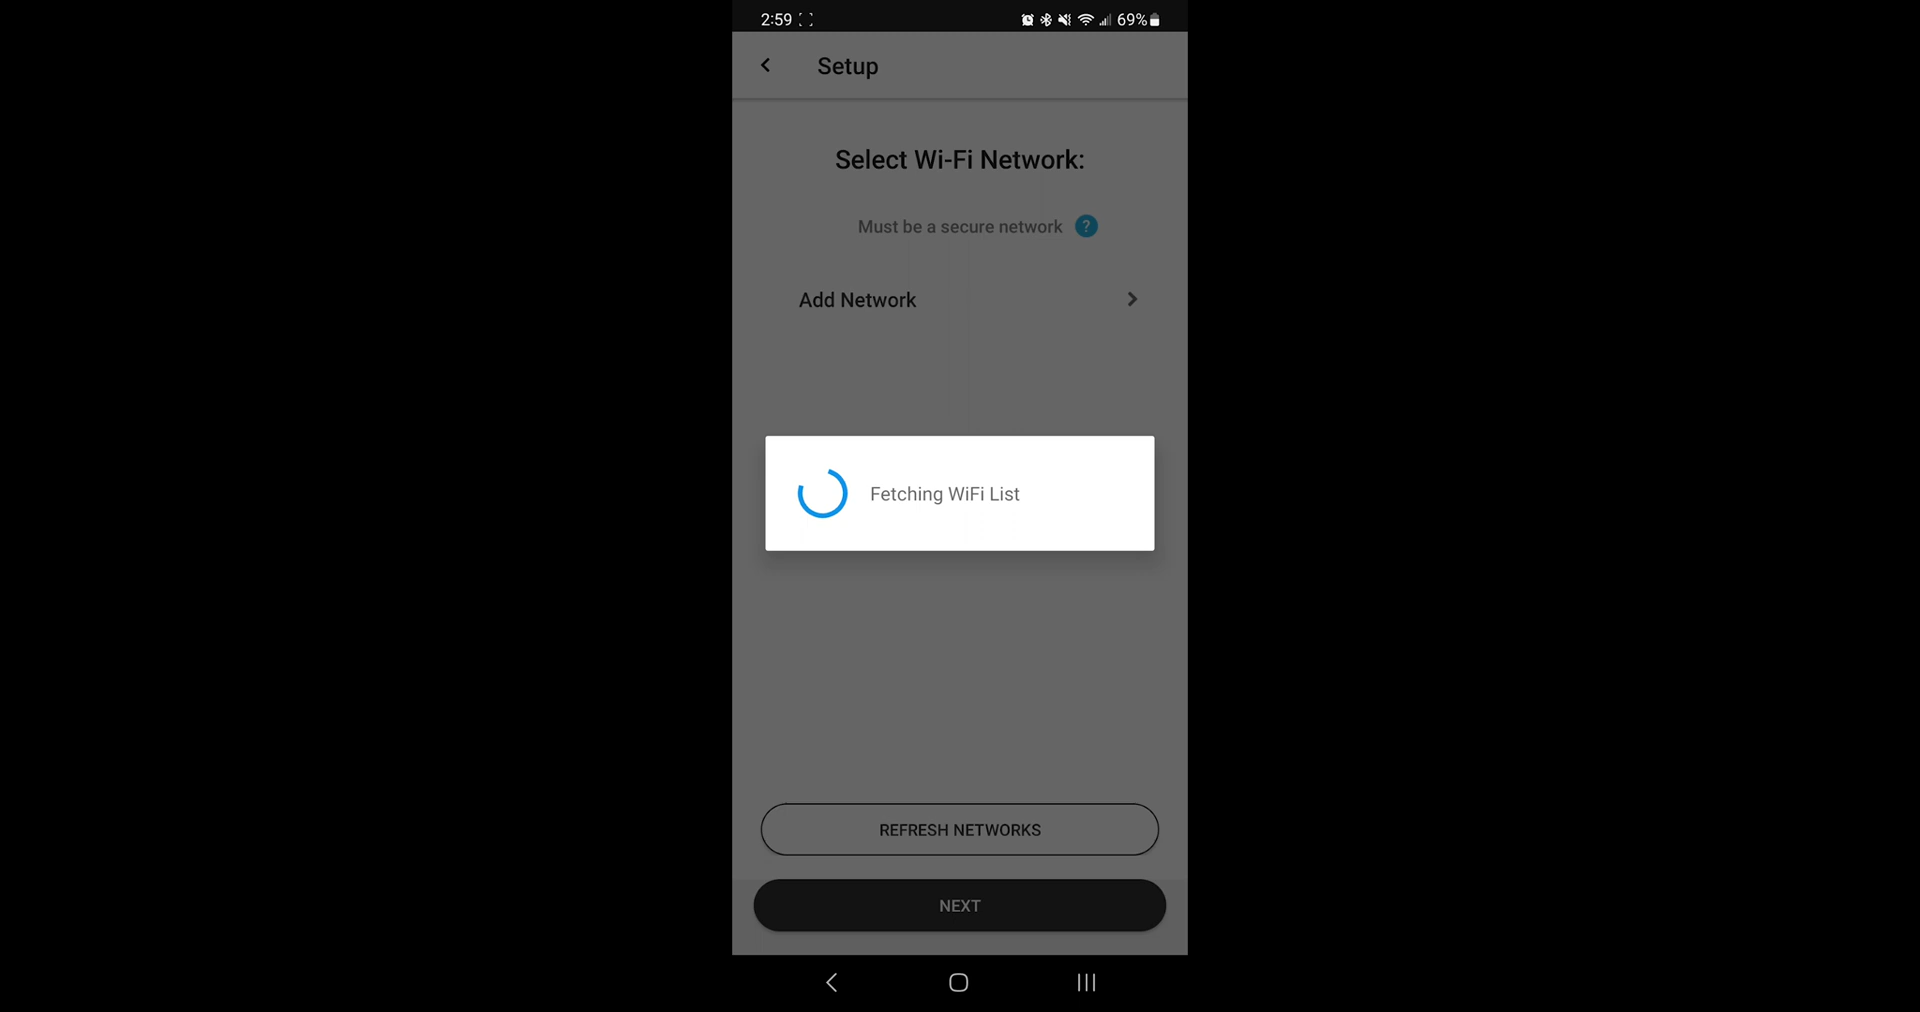 2:59 69%
Setup
Select Wi-Fi Network:
Must be a secure network ?
Add Network
Fetching WiFi List
REFRESH NETWORKS
NEXT